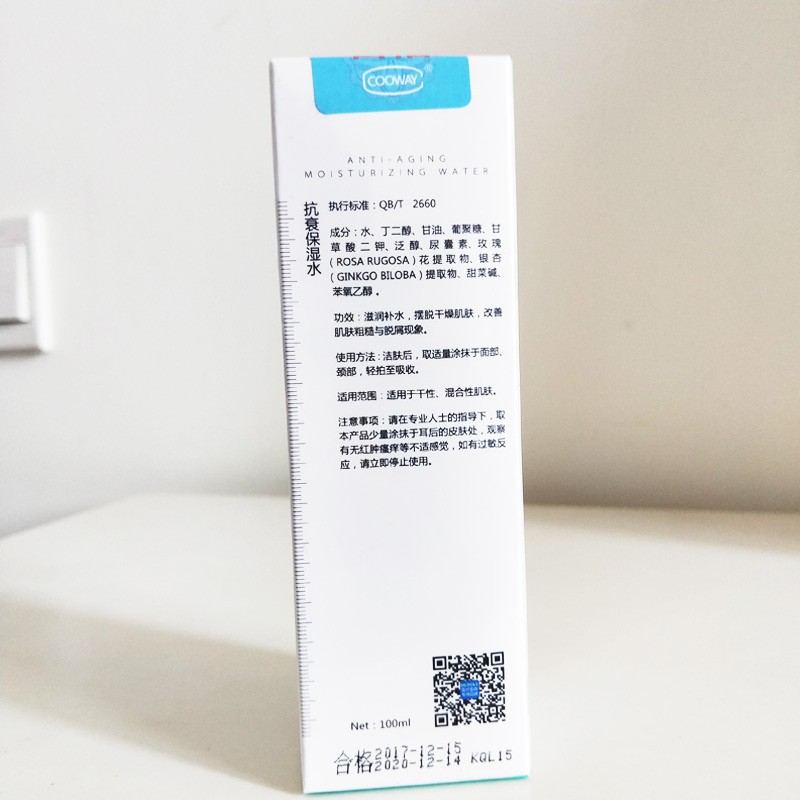 COOWAY®
ANTI-AGING
MOISTURIZING WATER
抗衰保湿水
执行标准：QB/T 2660
成分：水、丁二醇、甘油、葡聚糖、甘
草酸二钾、泛醇、尿囊素、玫瑰
（ROSA RUGOSA）花提取物、银杏
（GINKGO BILOBA）提取物、甜菜碱、
苯氧乙醇。
功效：滋润补水，摆脱干燥肌肤，改善
肌肤粗糙与脱屑现象。
使用方法：洁肤后，取适量涂抹于面部、
颈部，轻拍至吸收。
适用范围：适用于干性、混合性肌肤。
注意事项：请在专业人士的指导下，取
本产品少量涂抹于耳后的皮肤处，观察
有无红肿瘙痒等不适感觉，如有过敏反
应，请立即停止使用。
Net：100ml
合格 2017-12-15
2020-12-14 KQL15